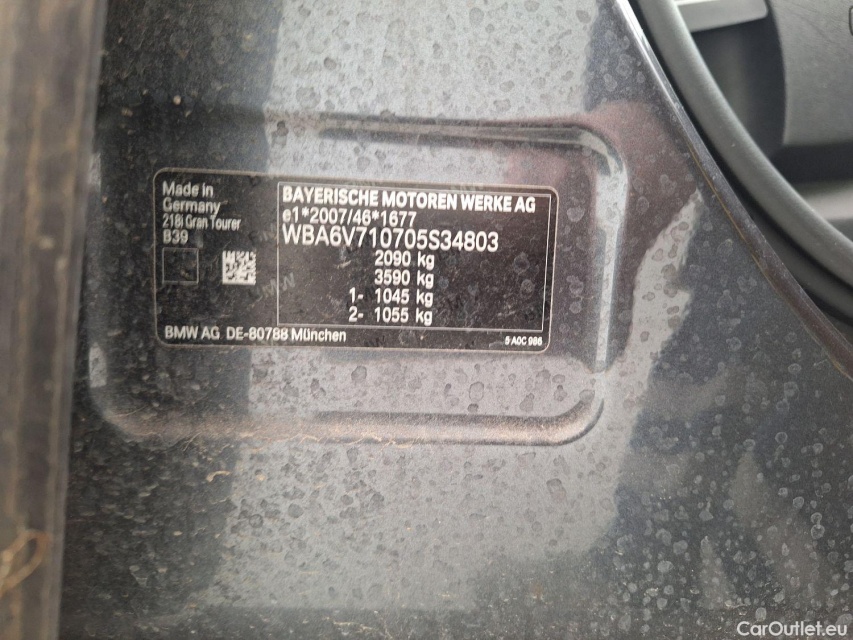 Made in
Germany
218i Gran Tourer
B39
BAYERISCHE MOTOREN WERKE AG
e1*2007/46*1677
WBA6V710705S34803
2090 kg
3590 kg
1- 1045 kg
2- 1055 kg
BMW AG DE-80788 München
5 A0C 986
CarOutlet.eu